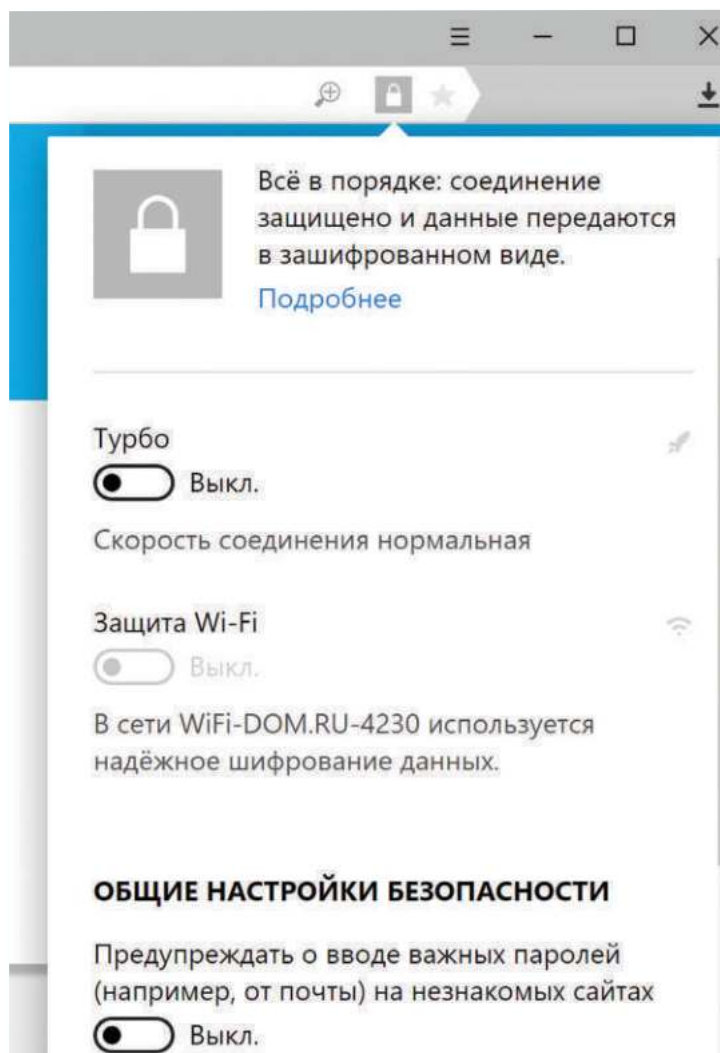 Всё в порядке: соединение
защищено и данные передаются
в зашифрованном виде.
Подробнее
Турбо
Выкл.
Скорость соединения нормальная
Защита Wi-Fi
Выкл.
В сети WiFi-DOM.RU-4230 используется
надёжное шифрование данных.
ОБЩИЕ НАСТРОЙКИ БЕЗОПАСНОСТИ
Предупреждать о вводе важных паролей
(например, от почты) на незнакомых сайтах
Выкл.